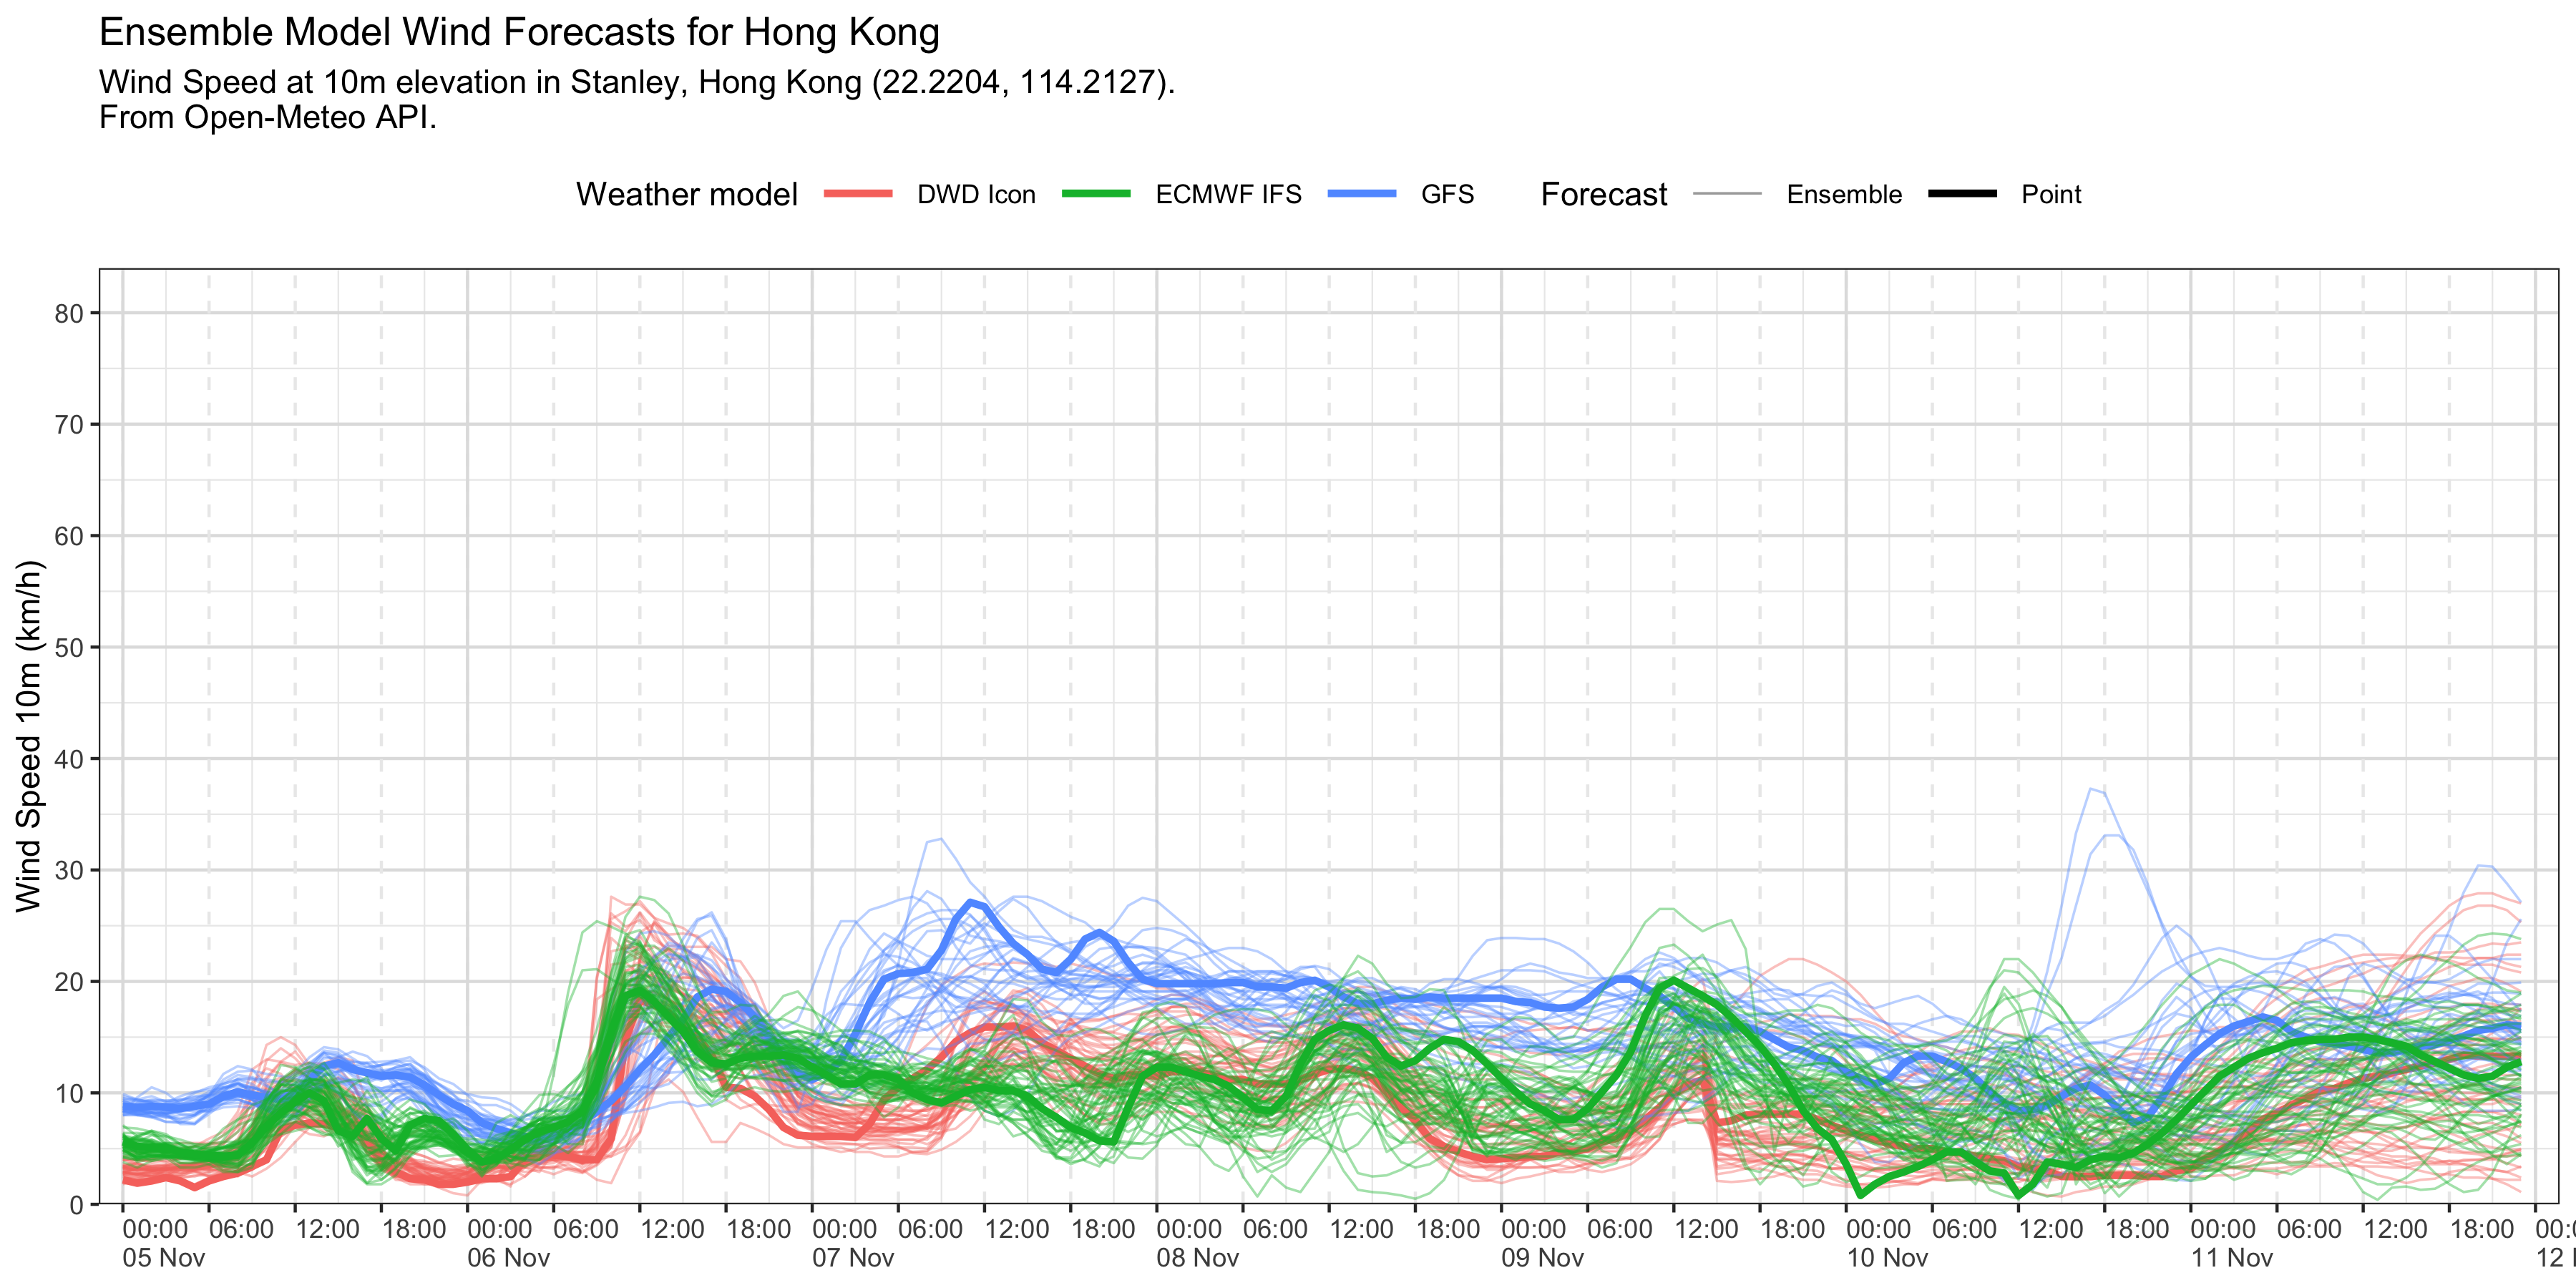 Ensemble Model Wind Forecasts for Hong Kong
Wind Speed at 10m elevation in Stanley, Hong Kong (22.2204, 114.2127).
From Open-Meteo API.
Weather model DWD Icon ECMWF IFS GFS Forecast Ensemble Point
Wind Speed 10m (km/h)
80
70
60
50
40
30
20
10
0
00:00 06:00 12:00 18:00 00:00 06:00 12:00 18:00 00:00 06:00 12:00 18:00 00:00 06:00 12:00 18:00 00:00 06:00 12:00 18:00 00:00 06:00 12:00 18:00 00:00 06:00 12:00 18:00
05 Nov 06 Nov 07 Nov 08 Nov 09 Nov 10 Nov 11 Nov 12